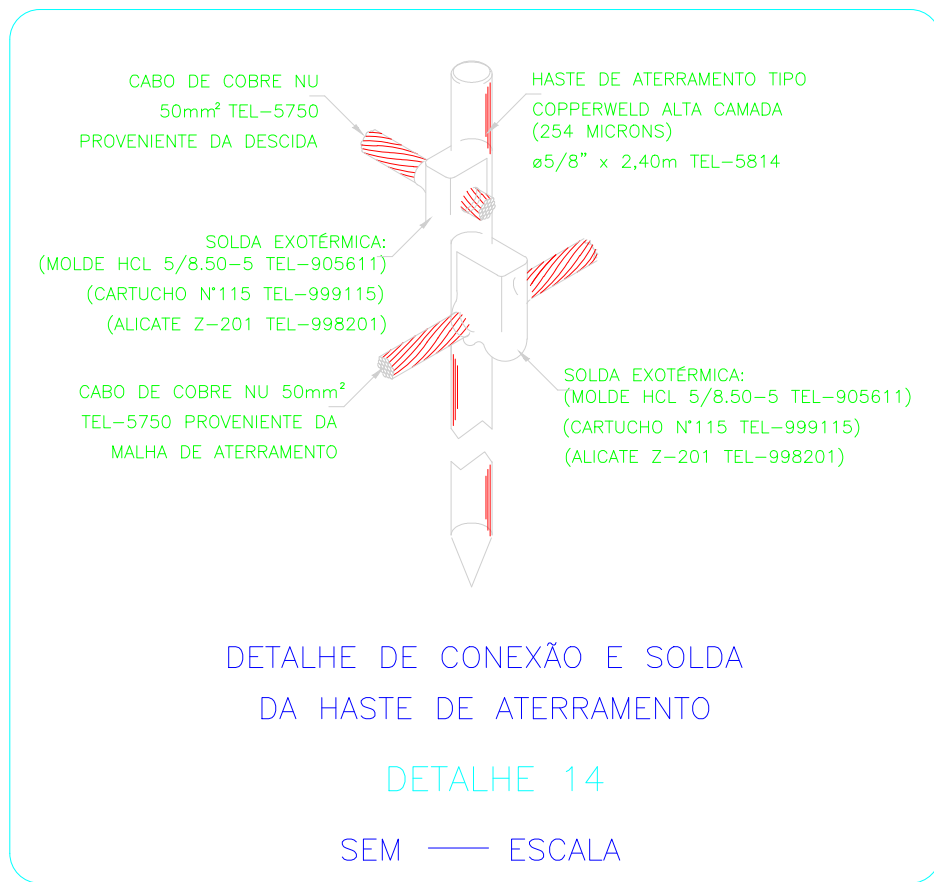 CABO DE COBRE NU
50mm² TEL-5750
PROVENIENTE DA DESCIDA
HASTE DE ATERRAMENTO TIPO
COPPERWELD ALTA CAMADA
(254 MICRONS)
ø5/8" x 2,40m TEL-5814
SOLDA EXOTÉRMICA:
(MOLDE HCL 5/8.50-5 TEL-905611)
(CARTUCHO N°115 TEL-999115)
(ALICATE Z-201 TEL-998201)
CABO DE COBRE NU 50mm²
TEL-5750 PROVENIENTE DA
MALHA DE ATERRAMENTO
SOLDA EXOTÉRMICA:
(MOLDE HCL 5/8.50-5 TEL-905611)
(CARTUCHO N°115 TEL-999115)
(ALICATE Z-201 TEL-998201)
DETALHE DE CONEXÃO E SOLDA
DA HASTE DE ATERRAMENTO
DETALHE 14
SEM — ESCALA